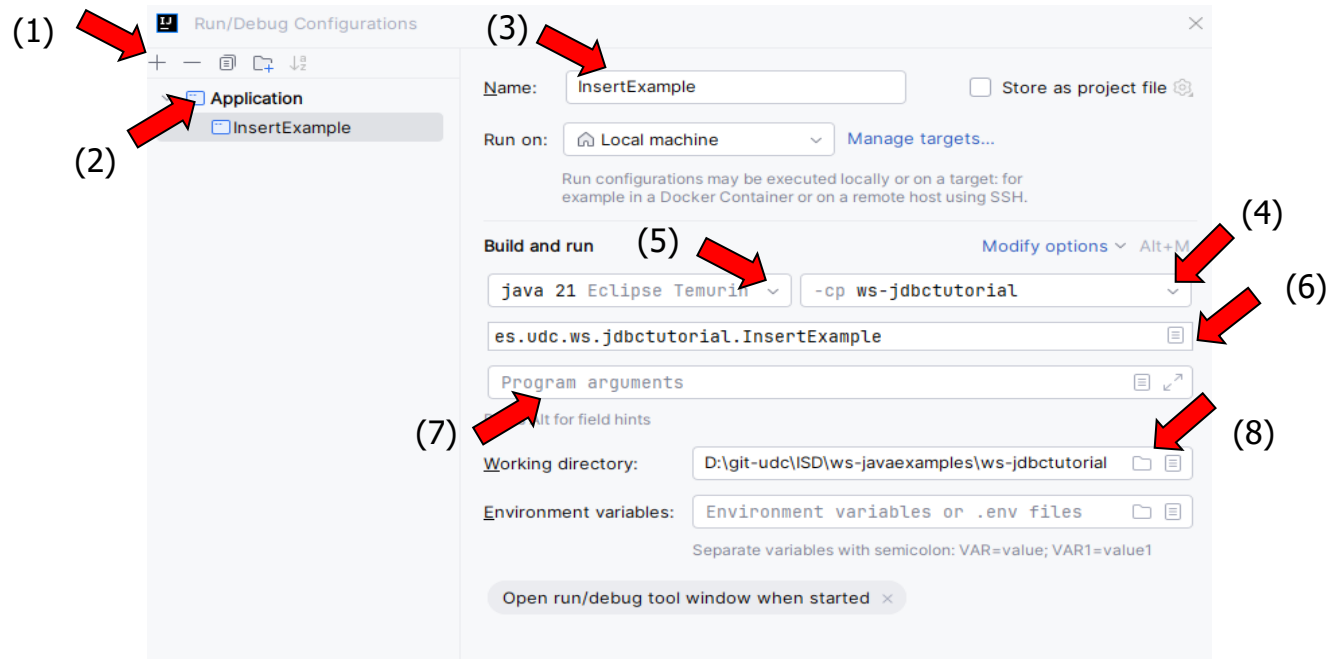 (1)
Run/Debug Configurations
(3)
Name:
InsertExample
Store as project file
Application
InsertExample
(2)
Run on:
Local machine
Manage targets...
Run configurations may be executed locally or on a target: for
example in a Docker Container or on a remote host using SSH.
(4)
Build and run
(5)
Modify options
Alt+M
java 21 Eclipse Temurin
-cp ws-jdbctutorial
(6)
es.udc.ws.jdbctutorial.InsertExample
Program arguments
(7)
Alt for field hints
(8)
Working directory:
D:\git-udc\ISD\ws-javaexamples\ws-jdbctutorial
Environment variables:
Environment variables or .env files
Separate variables with semicolon: VAR=value; VAR1=value1
Open run/debug tool window when started